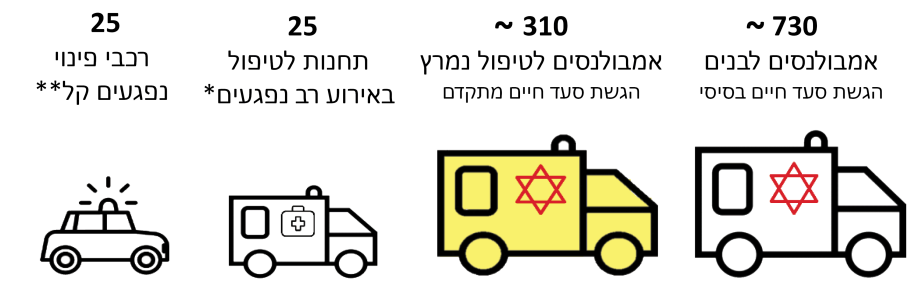 ~ 730
אמבולנסים לבנים
הגשת סעד חיים בסיסי
~ 310
אמבולנסים לטיפול נמרץ
הגשת סעד חיים מתקדם
25
תחנות לטיפול
באירוע רב נפגעים*
25
רכבי פינוי
נפגעים קל**